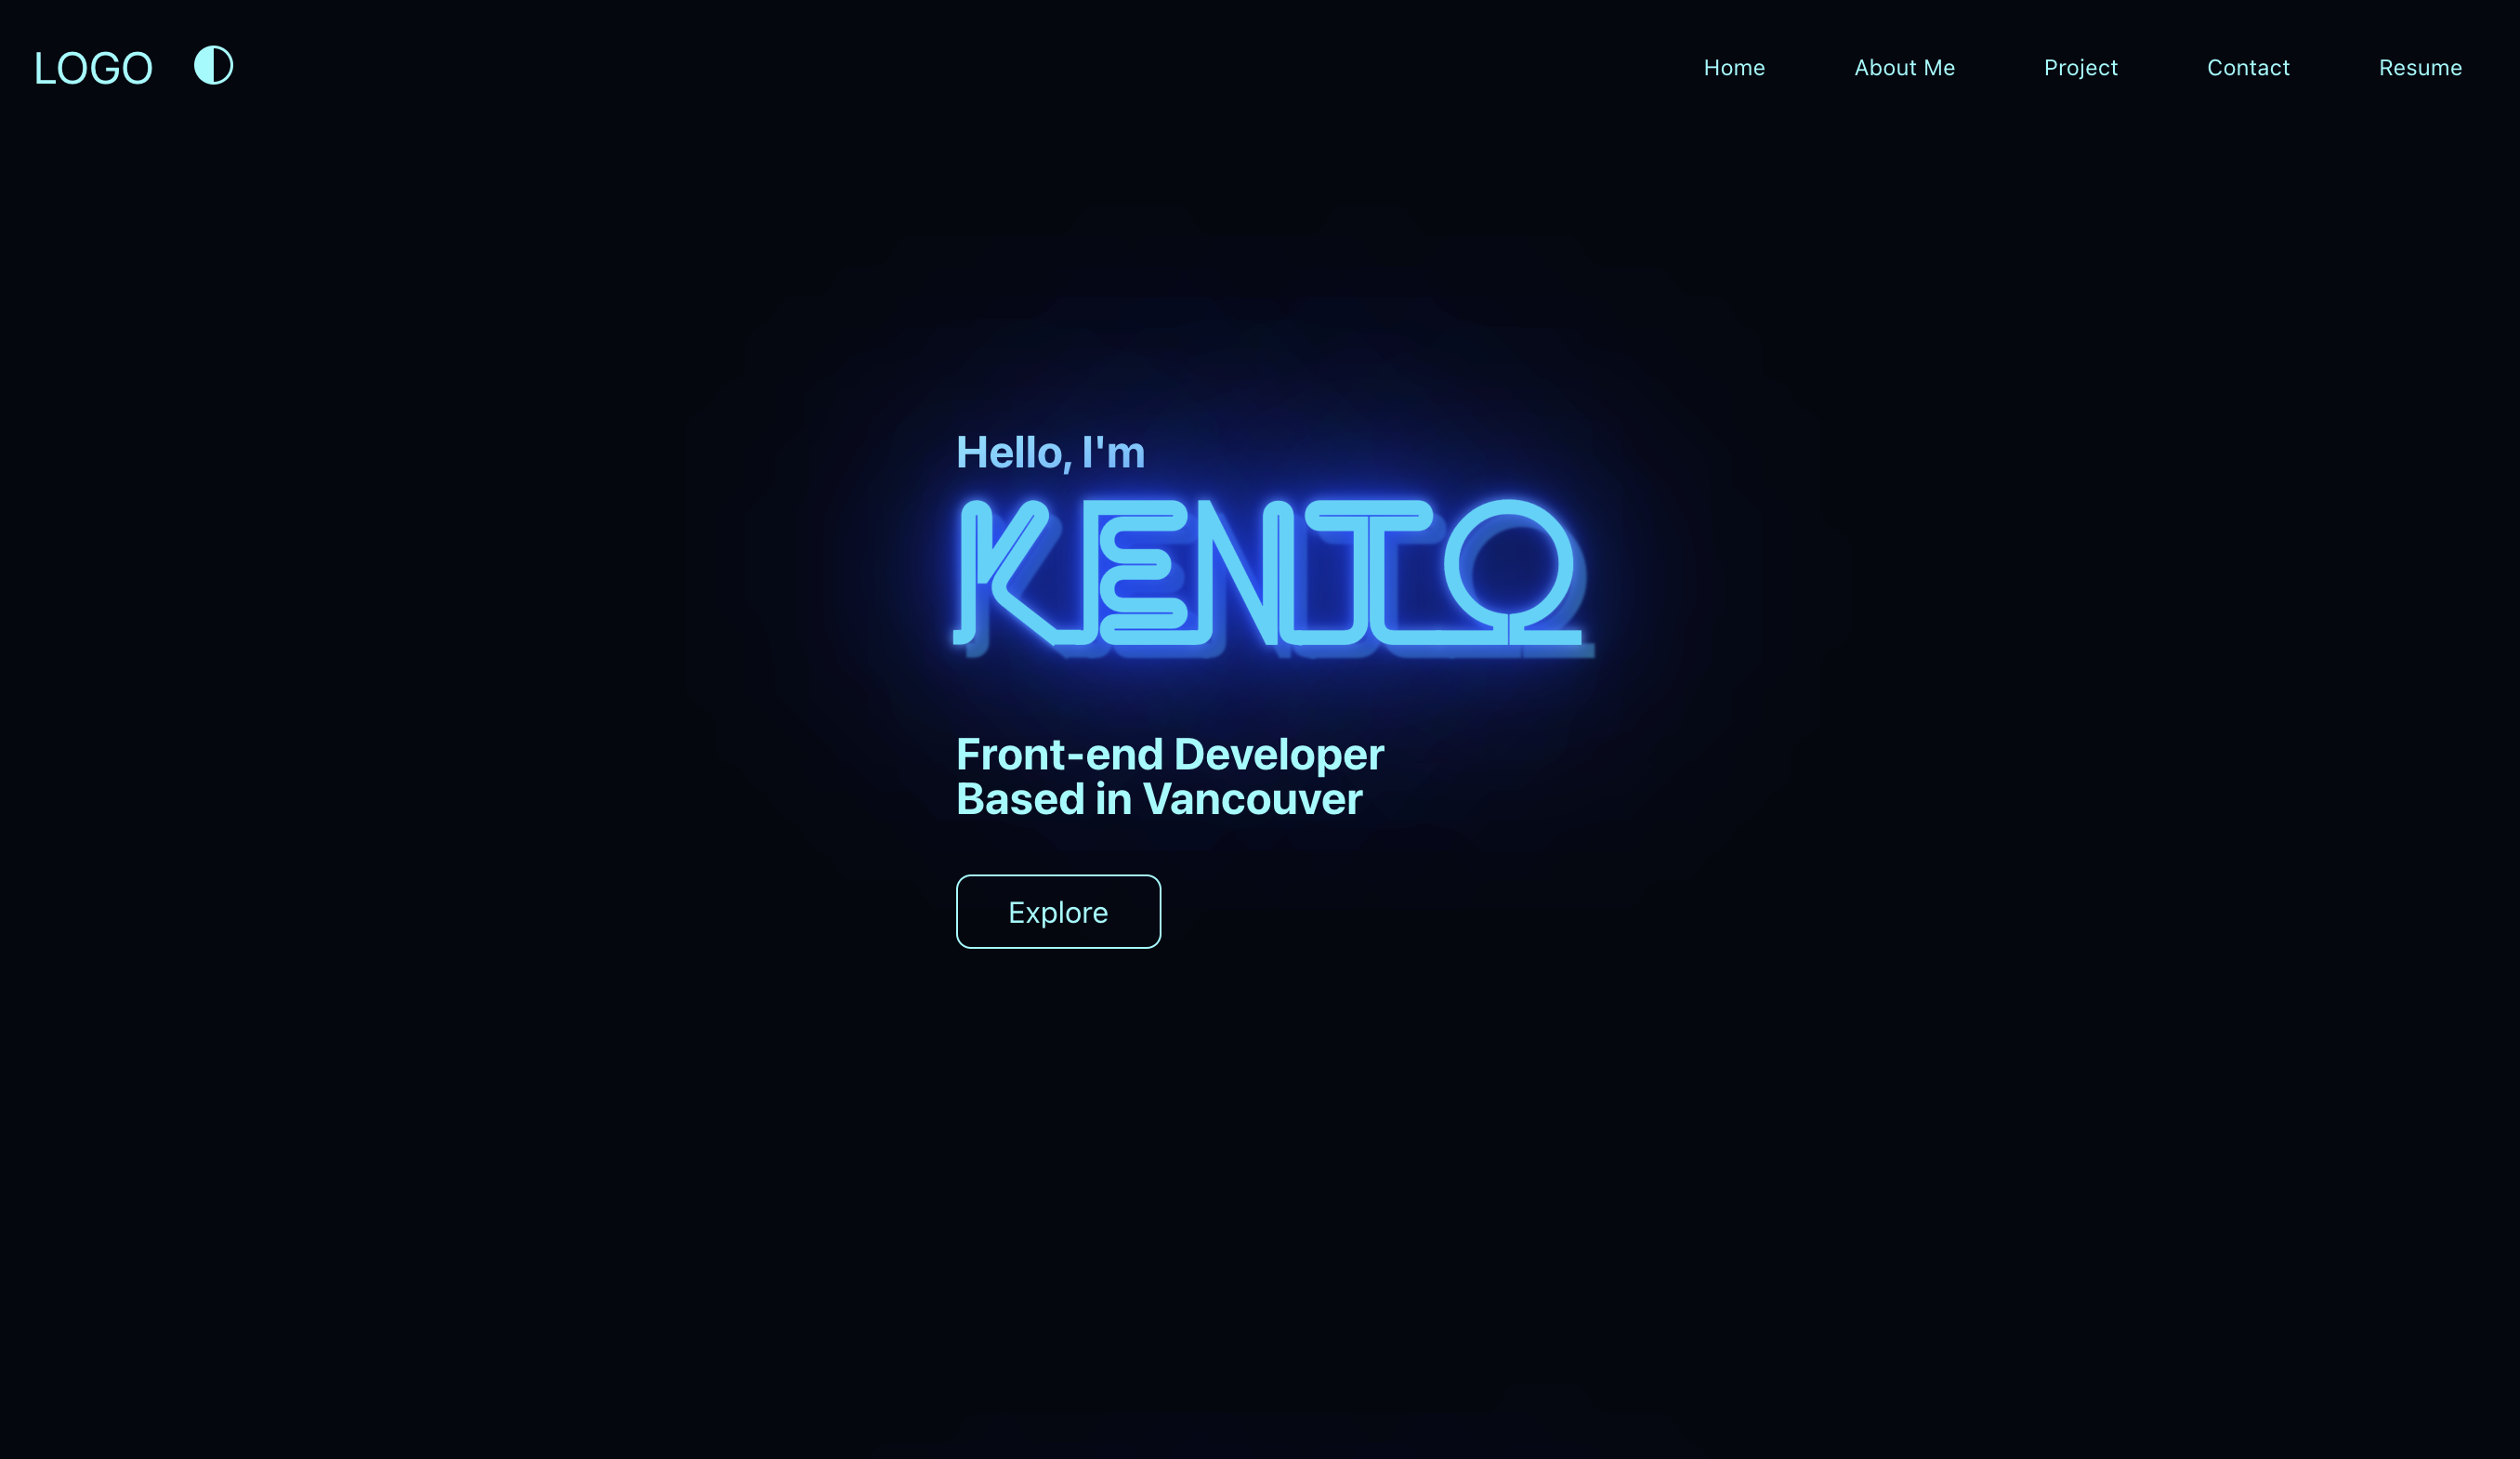 LOGO
Home About Me Project Contact Resume
Hello, I'm
KENTO
Front-end Developer
Based in Vancouver
Explore